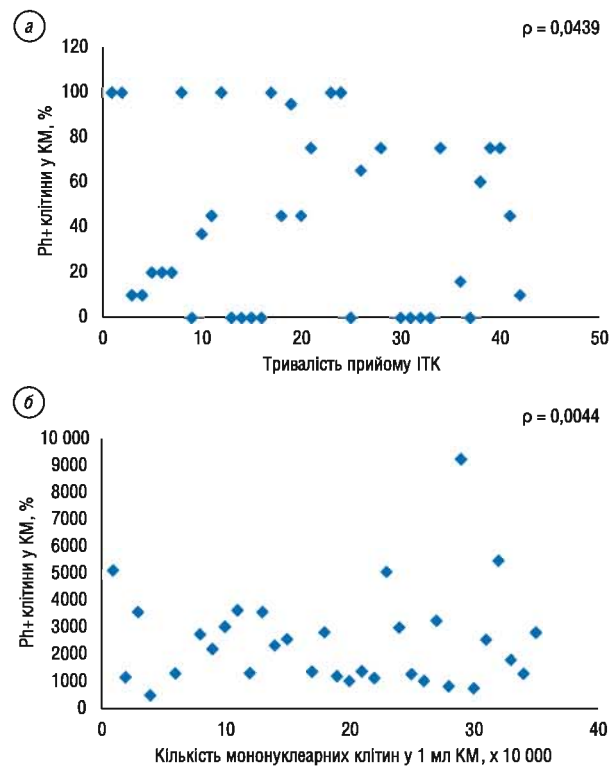 а
ρ = 0,0439
120
100
80
60
40
20
0
Ph+ клітини у КМ, %
0 10 20 30 40 50
Тривалість прийому ІТК
б
ρ = 0,0044
10 000
9000
8000
7000
6000
5000
4000
3000
2000
1000
0
Ph+ клітини у КМ, %
0 10 20 30 40
Кількість мононуклеарних клітин у 1 мл КМ, x 10 000